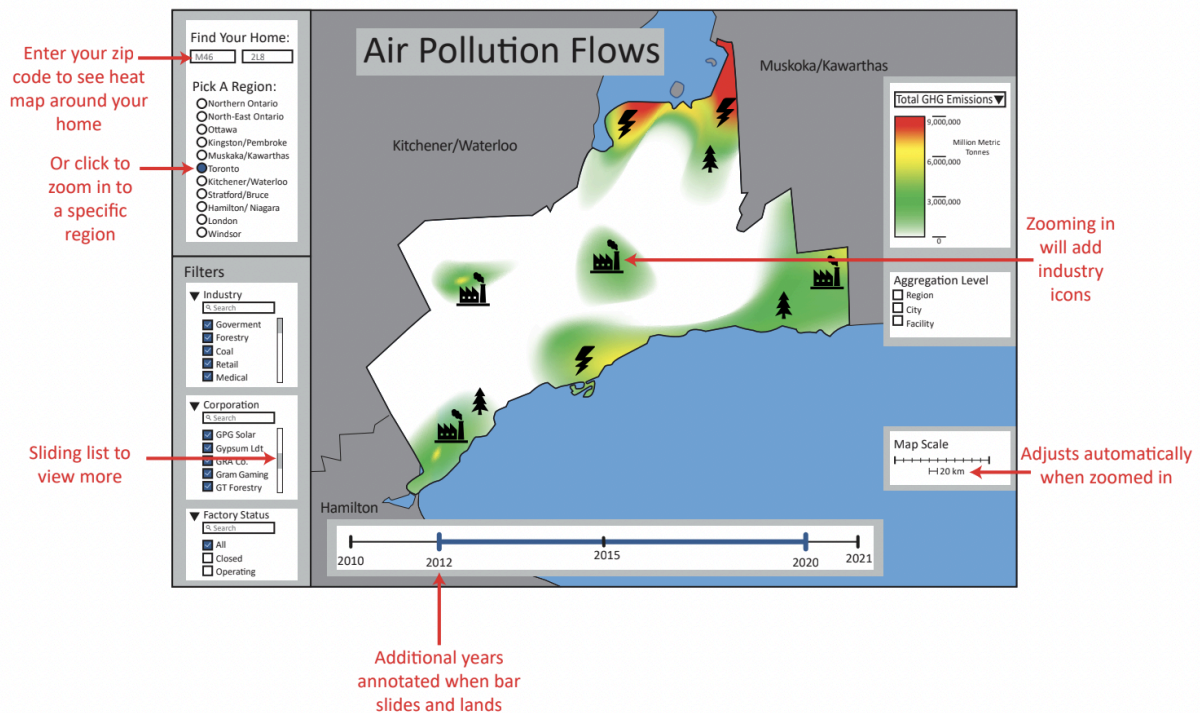 Enter your zip
code to see heat
map around your
home
Or click to
zoom in to
a specific
region
Sliding list to
view more
Find Your Home:
M46 2L8
Pick A Region:
Northern Ontario
North-East Ontario
Ottawa
Kingston/Pembroke
Muskaka/Kawarthas
Toronto
Kitchener/Waterloo
Stratford/Bruce
Hamilton/ Niagara
London
Windsor
Filters
Industry
Search
Goverment
Forestry
Coal
Retail
Medical
Corporation
Search
GPG Solar
Gypsum Ldt
GRA Co.
Gram Gaming
GT Forestry
Factory Status
Search
All
Closed
Operating
Air Pollution Flows
Muskoka/Kawarthas
Kitchener/Waterloo
Hamilton
Total GHG Emissions
9,000,000
Million Metric
Tonnes
6,000,000
3,000,000
0
Aggregation Level
Region
City
Facility
Map Scale
20 km
2010 2012 2015 2020 2021
Zooming in
will add
industry
icons
Adjusts automatically
when zoomed in
Additional years
annotated when bar
slides and lands